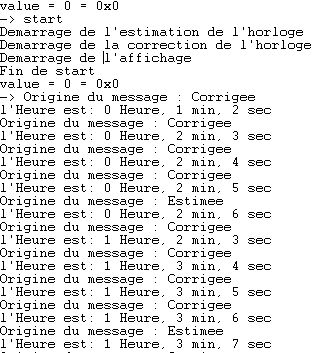 value = 0 = 0x0
-> start
Demarrage de l'estimation de l'horloge
Demarrage de la correction de l'horloge
Demarrage de l'affichage
Fin de start
value = 0 = 0x0
-> Origine du message : Corrigee
l'Heure est: 0 Heure, 1 min, 2 sec
Origine du message : Corrigee
l'Heure est: 0 Heure, 2 min, 3 sec
Origine du message : Corrigee
l'Heure est: 0 Heure, 2 min, 4 sec
Origine du message : Corrigee
l'Heure est: 0 Heure, 2 min, 5 sec
Origine du message : Estimee
l'Heure est: 0 Heure, 2 min, 6 sec
Origine du message : Corrigee
l'Heure est: 1 Heure, 2 min, 3 sec
Origine du message : Corrigee
l'Heure est: 1 Heure, 3 min, 4 sec
Origine du message : Corrigee
l'Heure est: 1 Heure, 3 min, 5 sec
Origine du message : Corrigee
l'Heure est: 1 Heure, 3 min, 6 sec
Origine du message : Estimee
l'Heure est: 1 Heure, 3 min, 7 sec